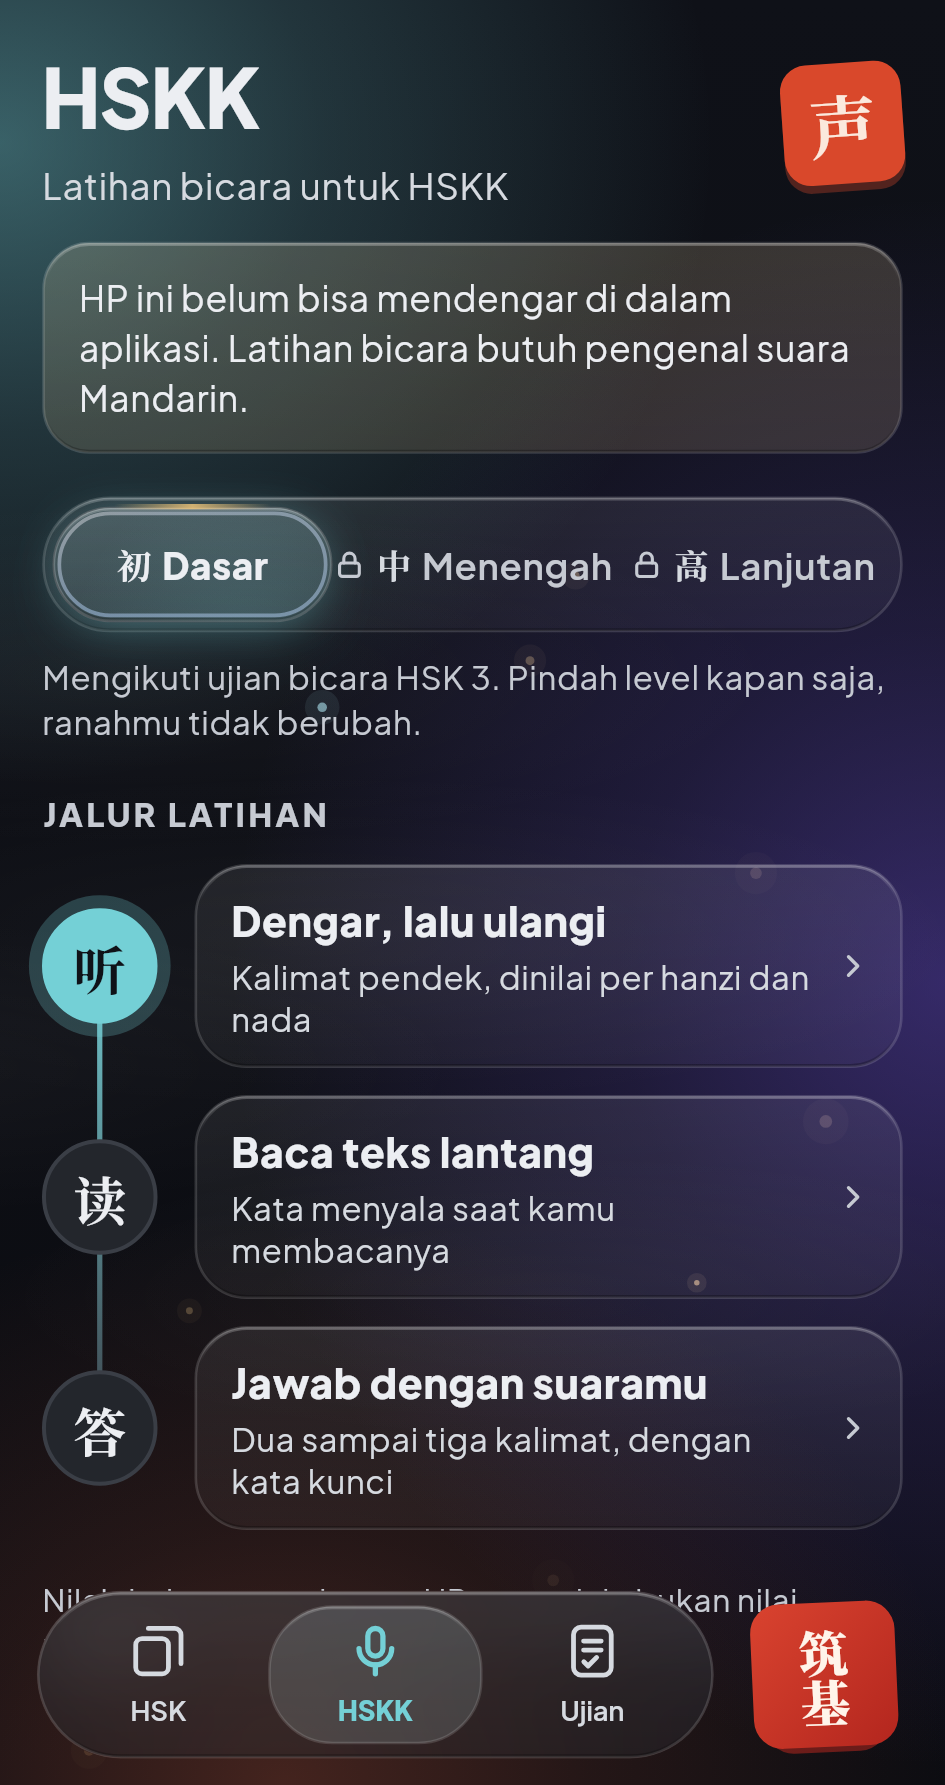 HSKK
声
Latihan bicara untuk HSKK
HP ini belum bisa mendengar di dalam
aplikasi. Latihan bicara butuh pengenal suara
Mandarin.
初 Dasar
中 Menengah
高 Lanjutan
Mengikuti ujian bicara HSK 3. Pindah level kapan saja,
ranahmu tidak berubah.
JALUR LATIHAN
听
Dengar, lalu ulangi
Kalimat pendek, dinilai per hanzi dan
nada
读
Baca teks lantang
Kata menyala saat kamu
membacanya
答
Jawab dengan suaramu
Dua sampai tiga kalimat, dengan
kata kunci
nilai
HSK
HSKK
Ujian
筑
基